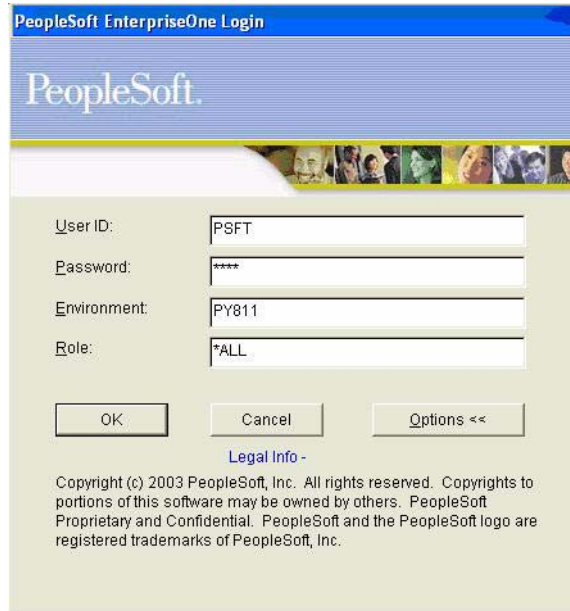 PeopleSoft EnterpriseOne Login
PeopleSoft.
User ID: PSFT
Password: ****
Environment: PY811
Role: *ALL
OK Cancel Options <<
Legal Info -
Copyright (c) 2003 PeopleSoft, Inc. All rights reserved. Copyrights to
portions of this software may be owned by others. PeopleSoft
Proprietary and Confidential. PeopleSoft and the PeopleSoft logo are
registered trademarks of PeopleSoft, Inc.